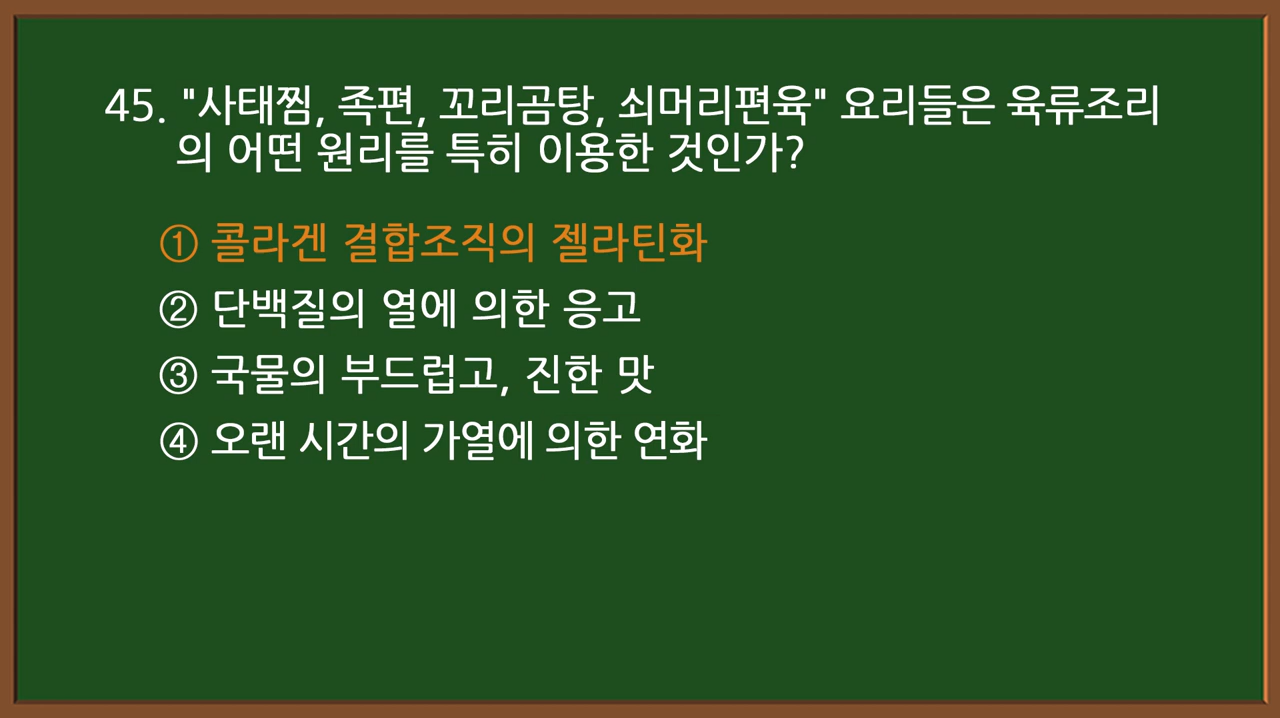 45. "사태찜, 족편, 꼬리곰탕, 쇠머리편육" 요리들은 육류조리
의 어떤 원리를 특히 이용한 것인가?
① 콜라겐 결합조직의 젤라틴화
② 단백질의 열에 의한 응고
③ 국물의 부드럽고, 진한 맛
④ 오랜 시간의 가열에 의한 연화